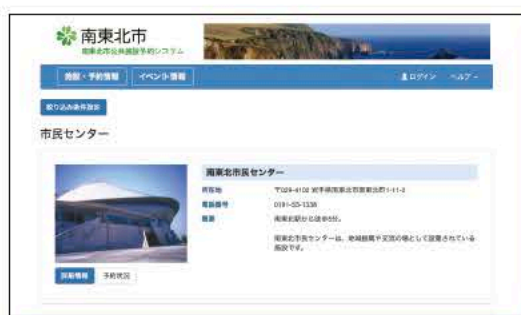 南東北市
南東北市公共施設予約システム
施設・予約情報 イベント情報 ログイン ヘルプ
絞り込み条件設定
市民センター
南東北市民センター
所在地 〒029-4102 岩手県南東北市南東北町1-11-2
電話番号 0191-53-1338
概要 南東北駅から徒歩5分。
南東北市民センターは、地域振興や交流の場として設置されている
施設です。
詳細情報 予約状況